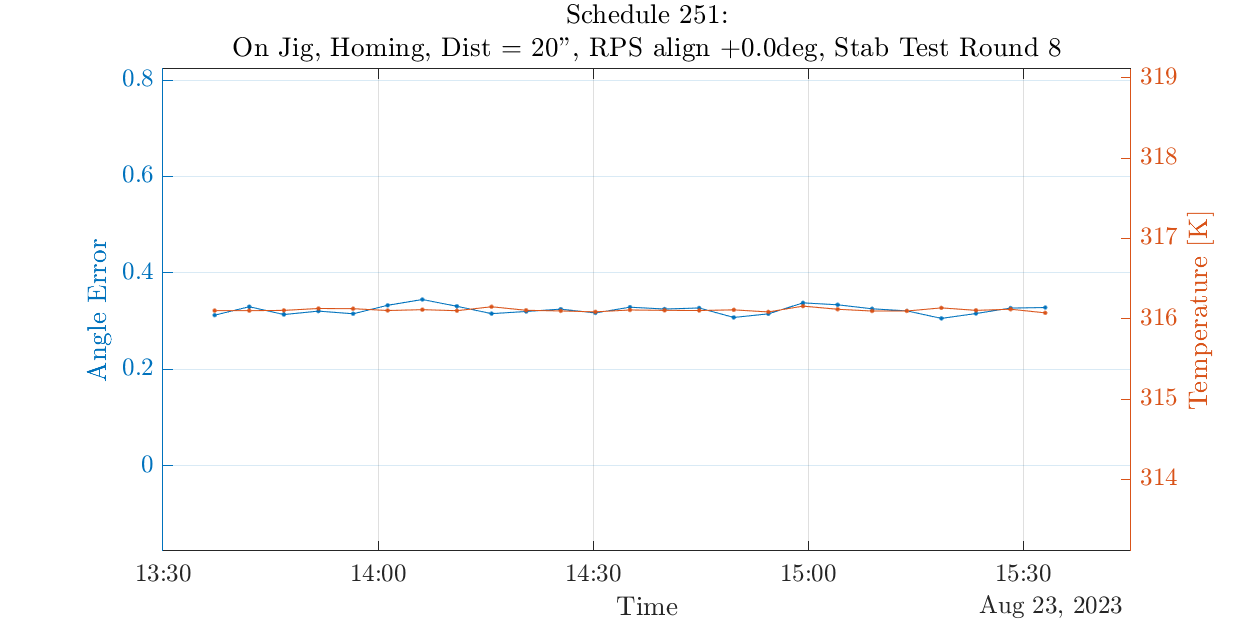 Schedule 251:
On Jig, Homing, Dist = 20”, RPS align +0.0deg, Stab Test Round 8
0.8
0.6
0.4
0.2
0
Angle Error
319
318
317
316
315
314
Temperature [K]
13:30 14:00 14:30 15:00 15:30
Time
Aug 23, 2023